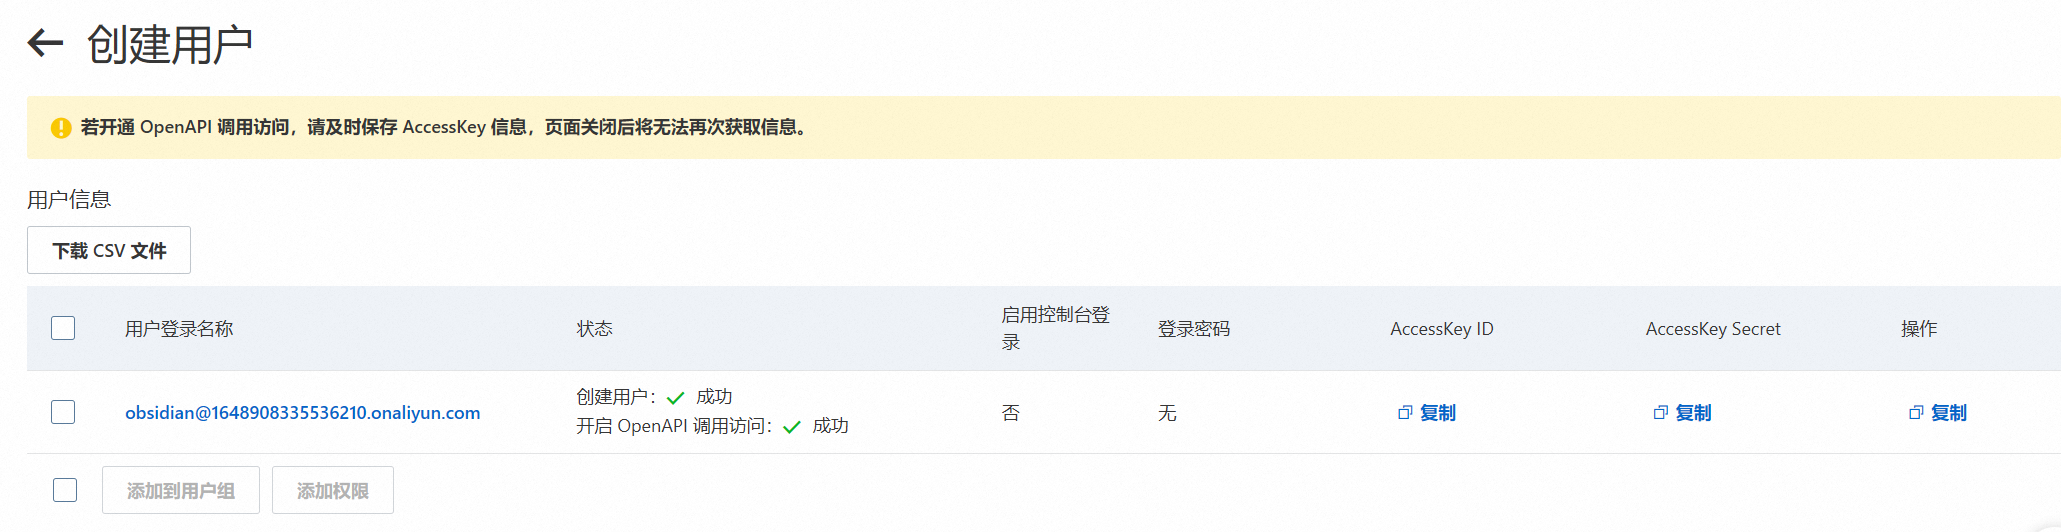 创建用户
若开通 OpenAPI 调用访问，请及时保存 AccessKey 信息，页面关闭后将无法再次获取信息。
用户信息
下载 CSV 文件
用户登录名称 状态 启用控制台登录 登录密码 AccessKey ID AccessKey Secret 操作
obsidian@1648908335536210.onaliyun.com 创建用户： 成功 否 无 复制 复制 复制
开启 OpenAPI 调用访问： 成功
添加到用户组 添加权限